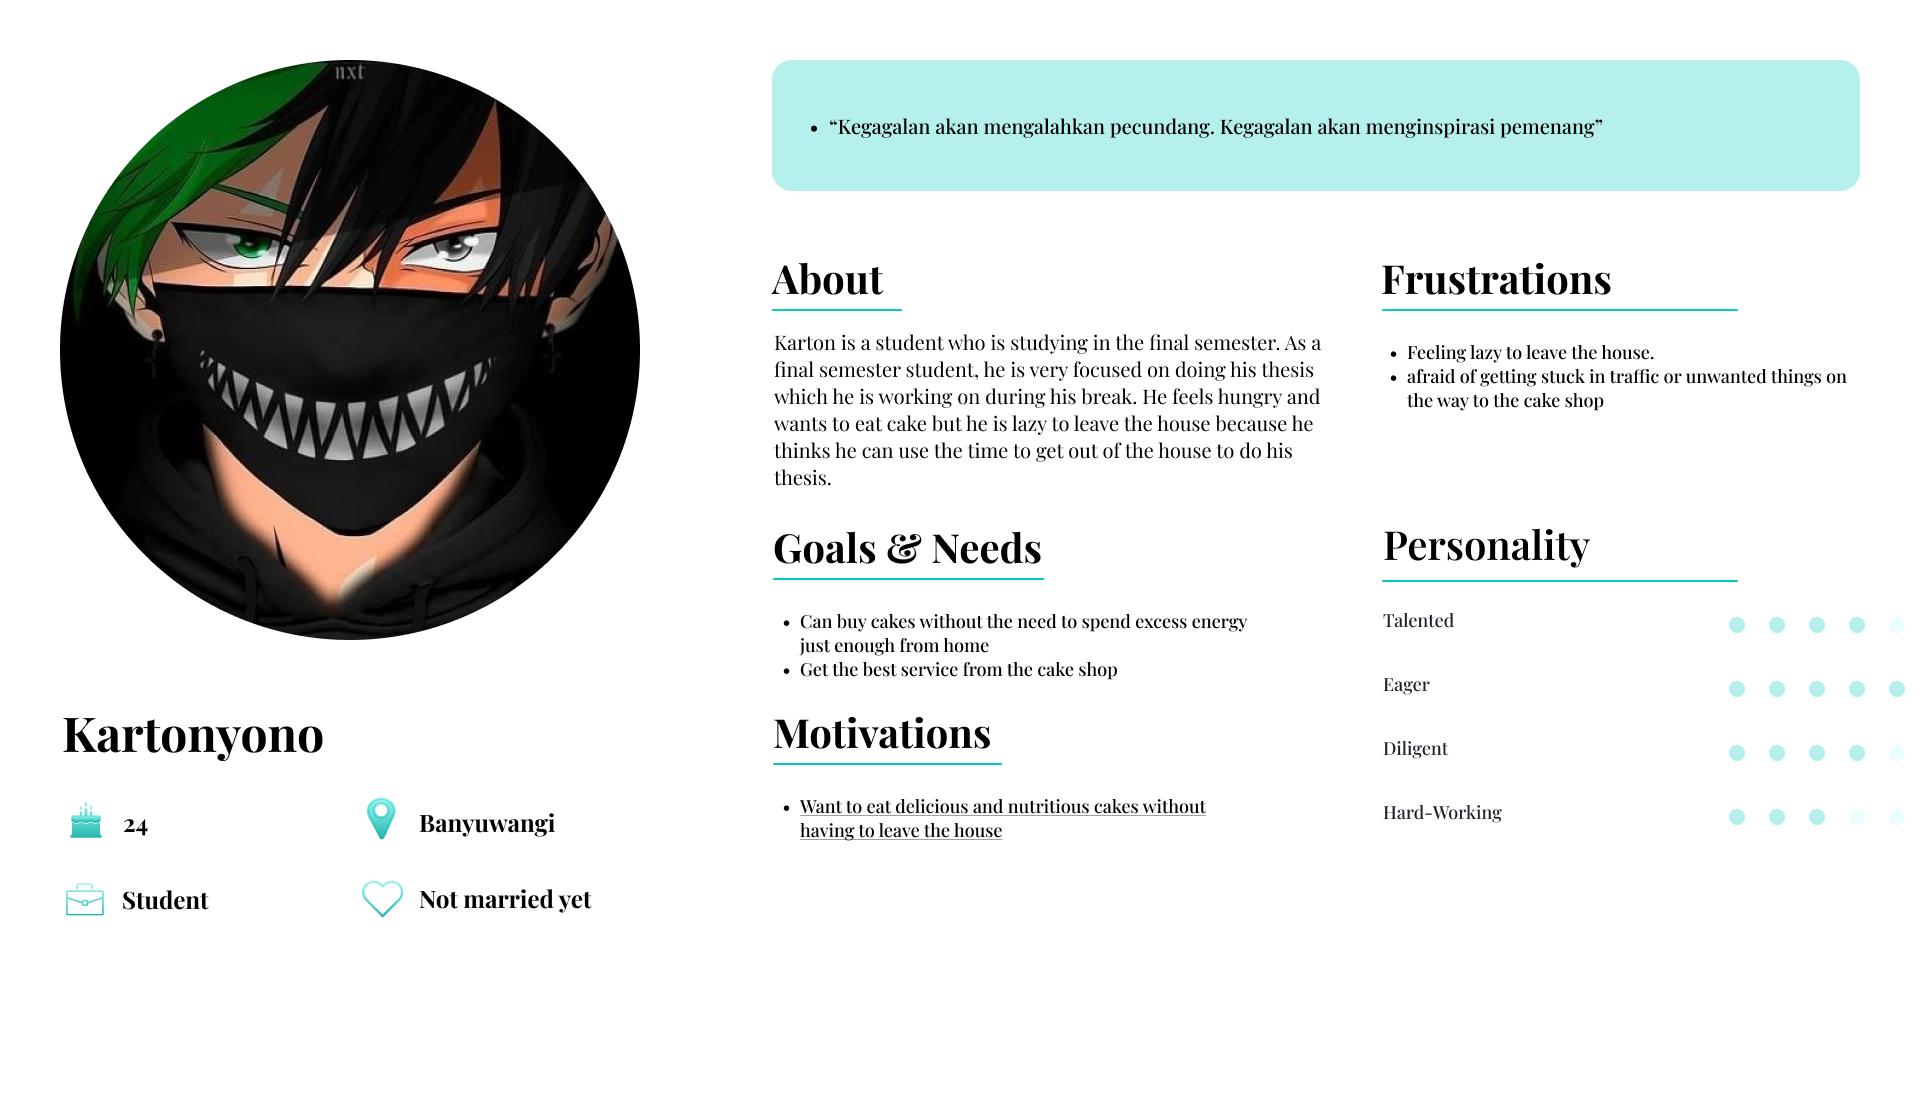 nxt
Kartonyono
24
Banyuwangi
Student
Not married yet
• “Kegagalan akan mengalahkan pecundang. Kegagalan akan menginspirasi pemenang”
About
Karton is a student who is studying in the final semester. As a
final semester student, he is very focused on doing his thesis
which he is working on during his break. He feels hungry and
wants to eat cake but he is lazy to leave the house because he
thinks he can use the time to get out of the house to do his
thesis.
Goals & Needs
• Can buy cakes without the need to spend excess energy
just enough from home
• Get the best service from the cake shop
Motivations
• Want to eat delicious and nutritious cakes without
having to leave the house
Frustrations
• Feeling lazy to leave the house.
• afraid of getting stuck in traffic or unwanted things on
the way to the cake shop
Personality
Talented
Eager
Diligent
Hard-Working